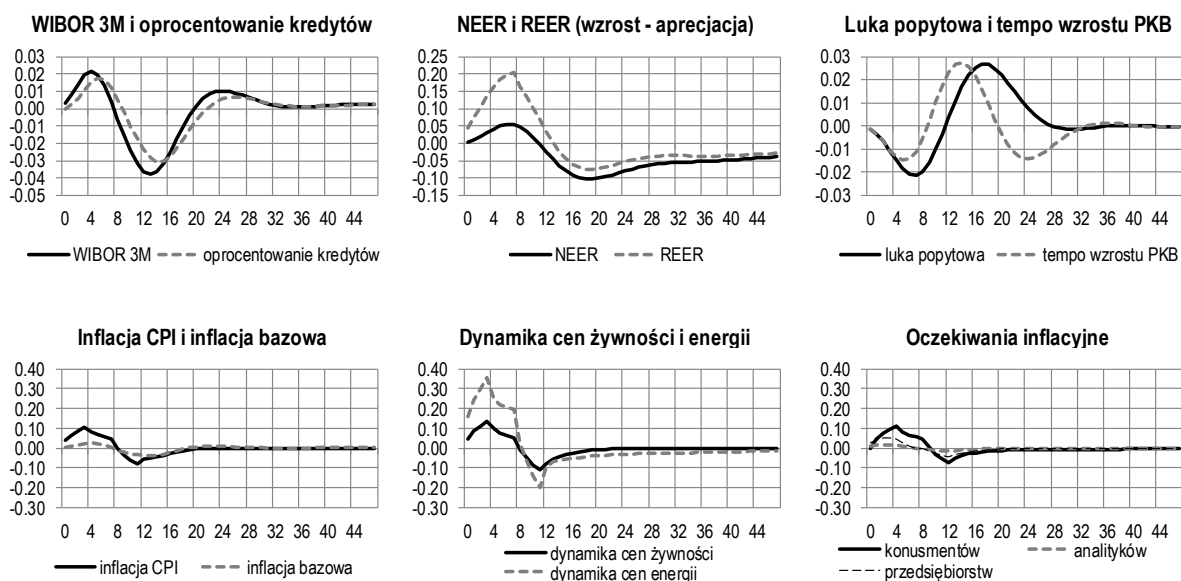 WIBOR 3M i oprocentowanie kredytów
0.03
0.02
0.01
0.00
-0.01
-0.02
-0.03
-0.04
-0.05
0 4 8 12 16 20 24 28 32 36 40 44
WIBOR 3M oprocentowanie kredytów
NEER i REER (wzrost - aprecjacja)
0.25
0.20
0.15
0.10
0.05
0.00
-0.05
-0.10
-0.15
0 4 8 12 16 20 24 28 32 36 40 44
NEER REER
Luka popytowa i tempo wzrostu PKB
0.03
0.02
0.01
0.00
-0.01
-0.02
-0.03
0 4 8 12 16 20 24 28 32 36 40 44
luka popytowa tempo wzrostu PKB
Inflacja CPI i inflacja bazowa
0.40
0.30
0.20
0.10
0.00
-0.10
-0.20
-0.30
0 4 8 12 16 20 24 28 32 36 40 44
inflacja CPI inflacja bazowa
Dynamika cen żywności i energii
0.40
0.30
0.20
0.10
0.00
-0.10
-0.20
-0.30
0 4 8 12 16 20 24 28 32 36 40 44
dynamika cen żywności
dynamika cen energii
Oczekiwania inflacyjne
0.40
0.30
0.20
0.10
0.00
-0.10
-0.20
-0.30
0 4 8 12 16 20 24 28 32 36 40 44
konusmentów analityków
przedsiębiorstw